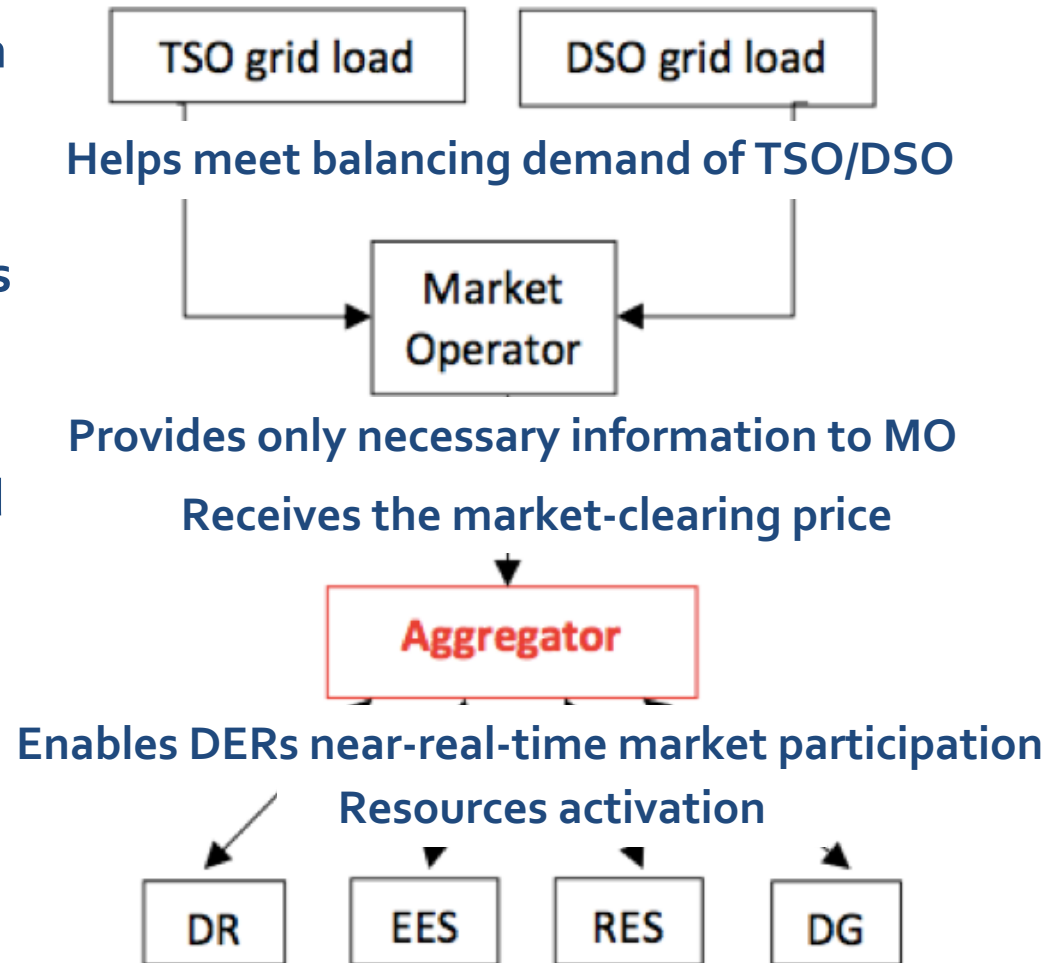 TSO grid load
DSO grid load
Helps meet balancing demand of TSO/DSO
Market
Operator
Provides only necessary information to MO
Receives the market-clearing price
Aggregator
Enables DERs near-real-time market participation
Resources activation
DR
EES
RES
DG